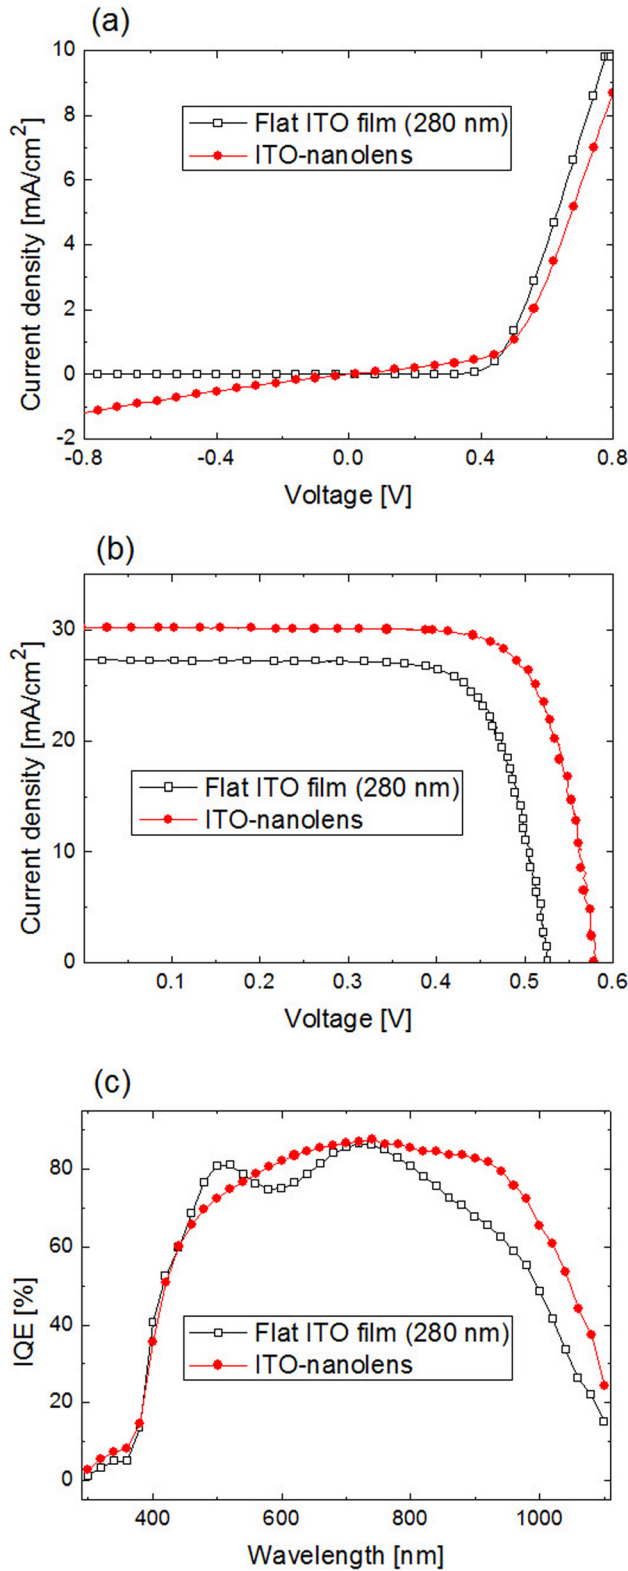 (a)
10
8
6
4
2
0
-2
Current density [mA/cm²]
Flat ITO film (280 nm)
ITO-nanolens
-0.8
-0.4
0.0
0.4
0.8
Voltage [V]
(b)
30
20
10
0
Current density [mA/cm²]
Flat ITO film (280 nm)
ITO-nanolens
0.1
0.2
0.3
0.4
0.5
0.6
Voltage [V]
(c)
80
60
40
20
0
IQE [%]
Flat ITO film (280 nm)
ITO-nanolens
400
600
800
1000
Wavelength [nm]